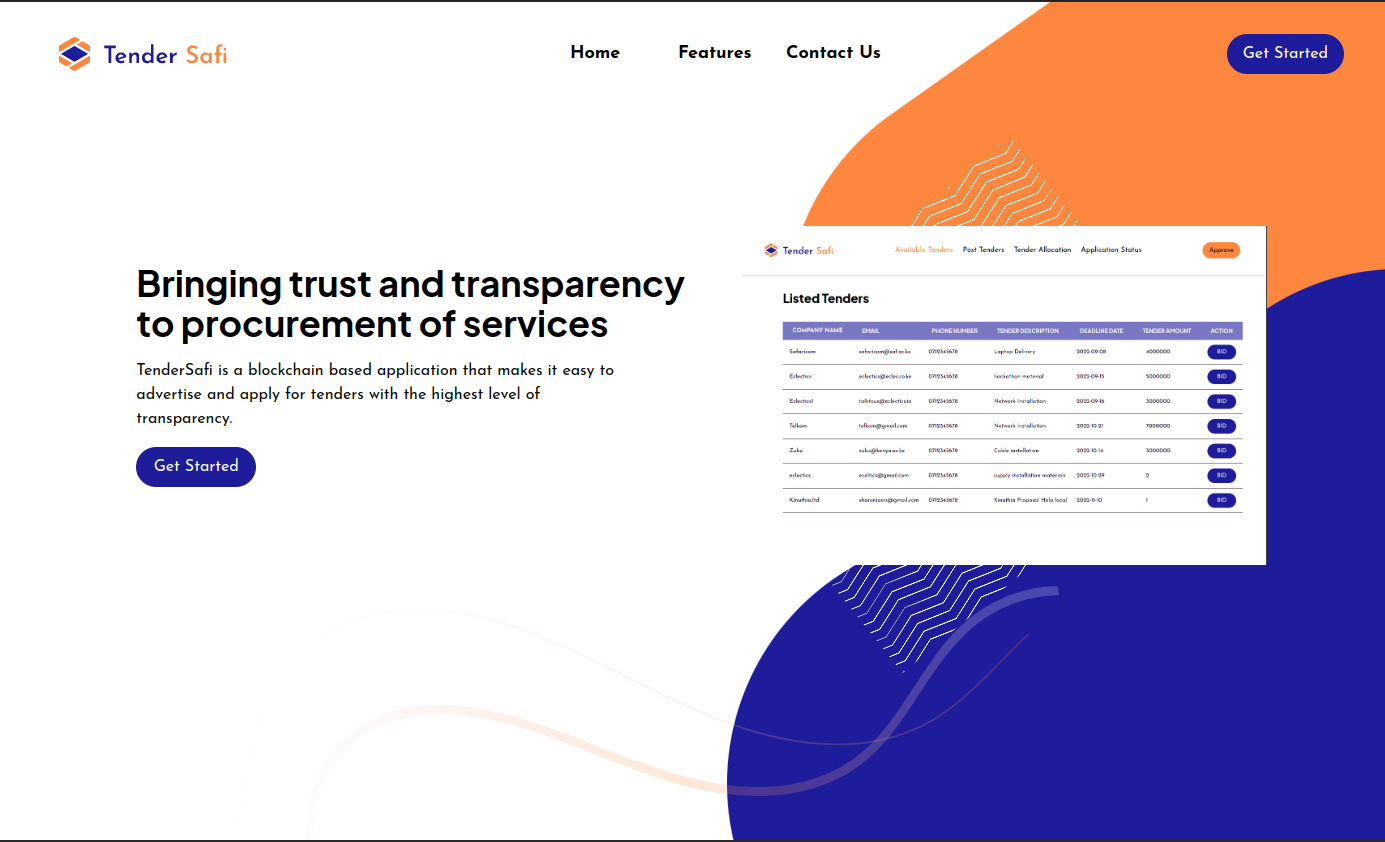 Tender Safi
Home Features Contact Us
Get Started
Bringing trust and transparency
to procurement of services
TenderSafi is a blockchain based application that makes it easy to
advertise and apply for tenders with the highest level of
transparency.
Get Started
Tender Safi
Available Tenders Post Tenders Tender Allocation Application Status
Approve
Listed Tenders
COMPANY NAME EMAIL PHONE NUMBER TENDER DESCRIPTION DEADLINE DATE TENDER AMOUNT ACTION
Safaricom safaricom@saf.ac.ke 0712345678 Laptop Delivery 2022-09-08 4000000 BID
Eclectics eclectics@eclec.co.ke 0712345678 hackathon material 2022-09-15 5000000 BID
Eclecticsl talktous@eclectics.io 0712345678 Network Installation 2022-09-16 3000000 BID
Telkom telkom@gmail.com 0712345678 Network Installation 2022-10-21 7000000 BID
Zuku zuku@kenya.ac.ke 0712345678 Cable installation 2022-10-14 3000000 BID
eclectics eceltics@gmail.com 0712345678 supply installation materials 2022-10-29 2 BID
Kinuthia.ltd sharonjason@gmail.com 0712345678 Kinuthia Proposal Help local 2022-11-10 1 BID